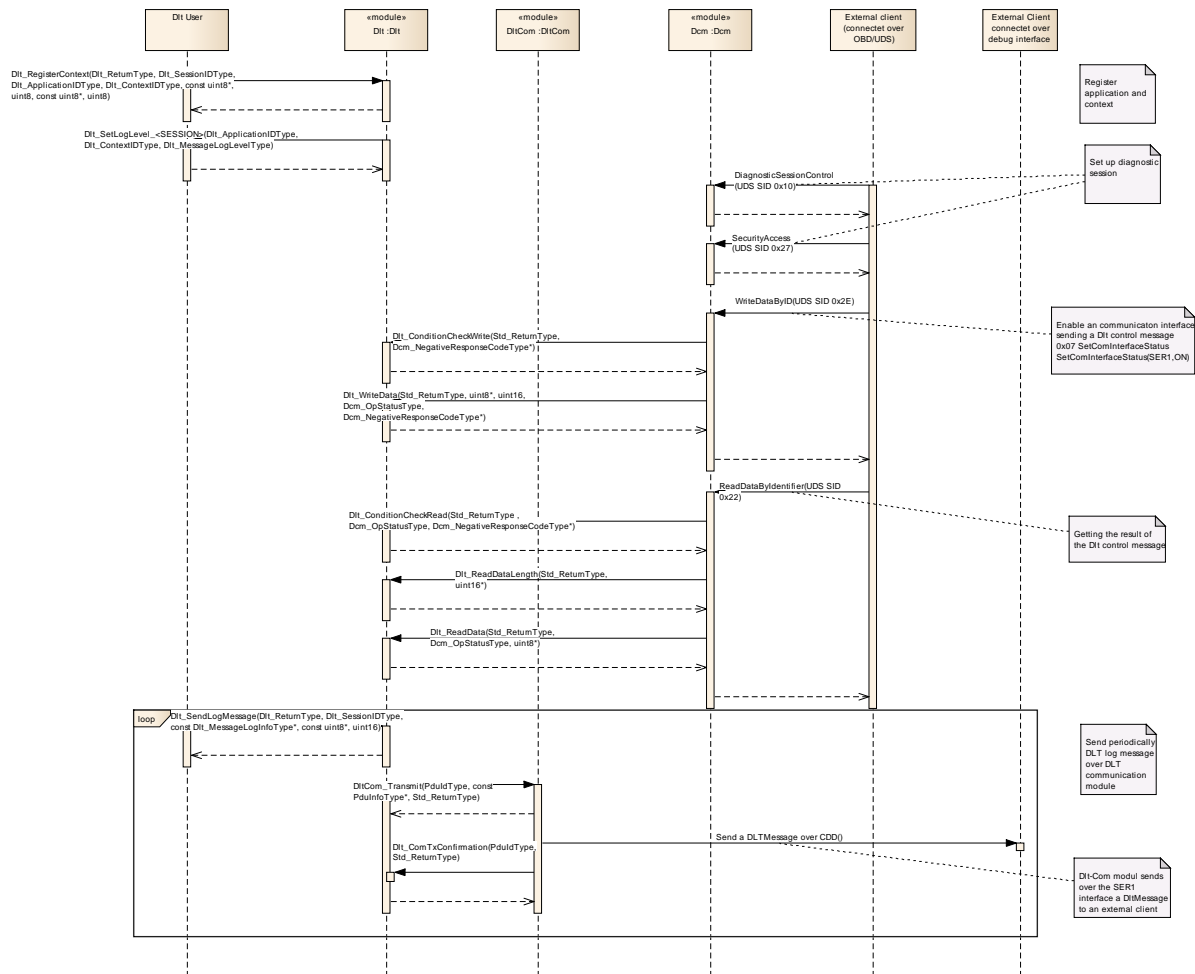 Dlt User
«module»
Dlt :Dlt
«module»
DltCom :DltCom
«module»
Dcm :Dcm
External client
(connectet over
OBD/UDS)
External Client
connectet over
debug interface
Dlt_RegisterContext(Dlt_ReturnType, Dlt_SessionIDType,
Dlt_ApplicationIDType, Dlt_ContextIDType, const uint8*,
uint8, const uint8*, uint8)
Register
application and
context
Dlt_SetLogLevel_<SESSION>(Dlt_ApplicationIDType,
Dlt_ContextIDType, Dlt_MessageLogLevelType)
Set up diagnostic
session
DiagnosticSessionControl
(UDS SID 0x10)
SecurityAccess
(UDS SID 0x27)
WriteDataByID(UDS SID 0x2E)
Enable an communicaton interface
sending a Dlt control message
0x07 SetComInterfaceStatus
SetComInterfaceStatus(SER1,ON)
Dlt_ConditionCheckWrite(Std_ReturnType,
Dcm_NegativeResponseCodeType*)
Dlt_WriteData(Std_ReturnType, uint8*, uint16,
Dcm_OpStatusType,
Dcm_NegativeResponseCodeType*)
ReadDataByIdentifier(UDS SID
0x22)
Dlt_ConditionCheckRead(Std_ReturnType ,
Dcm_OpStatusType, Dcm_NegativeResponseCodeType*)
Getting the result of
the Dlt control message
Dlt_ReadDataLength(Std_ReturnType,
uint16*)
Dlt_ReadData(Std_ReturnType,
Dcm_OpStatusType, uint8*)
loop
Dlt_SendLogMessage(Dlt_ReturnType, Dlt_SessionIDType,
const Dlt_MessageLogInfoType*, const uint8*, uint16)
Send periodically
DLT log message
over DLT
communication
module
DltCom_Transmit(PduIdType, const
PduInfoType*, Std_ReturnType)
Send a DLTMessage over CDD()
Dlt_ComTxConfirmation(PduIdType,
Std_ReturnType)
Dlt-Com modul sends
over the SER1
interface a DltMessage
to an external client